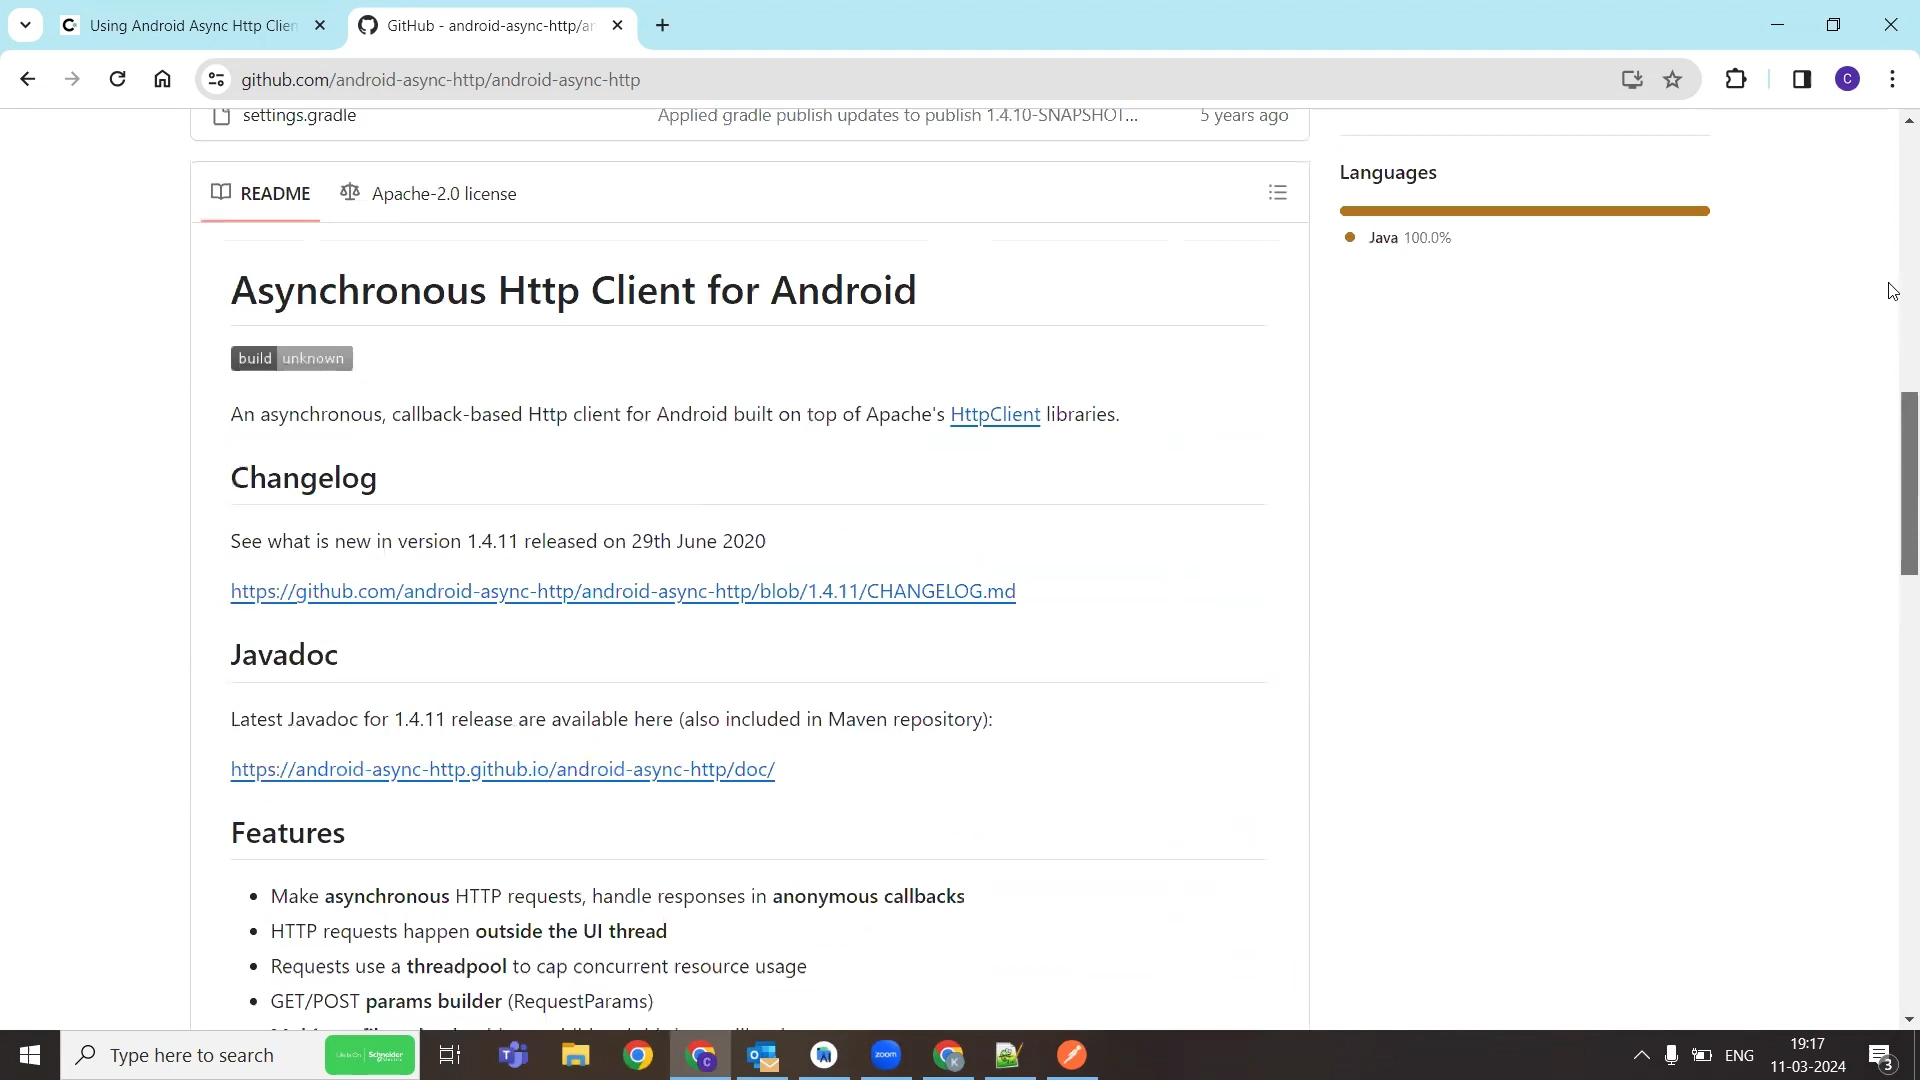 Using Android Async Http Clien
GitHub - android-async-http/an
github.com/android-async-http/android-async-http
C
settings.gradle
Applied gradle publish updates to publish 1.4.10-SNAPSHOT...
5 years ago
README
Apache-2.0 license
Languages
Java 100.0%
Asynchronous Http Client for Android
build unknown
An asynchronous, callback-based Http client for Android built on top of Apache's HttpClient libraries.
Changelog
See what is new in version 1.4.11 released on 29th June 2020
https://github.com/android-async-http/android-async-http/blob/1.4.11/CHANGELOG.md
Javadoc
Latest Javadoc for 1.4.11 release are available here (also included in Maven repository):
https://android-async-http.github.io/android-async-http/doc/
Features
Make asynchronous HTTP requests, handle responses in anonymous callbacks
HTTP requests happen outside the UI thread
Requests use a threadpool to cap concurrent resource usage
GET/POST params builder (RequestParams)
Type here to search
Life Is On Schneider Electric
zoom
ENG
19:17
11-03-2024
3